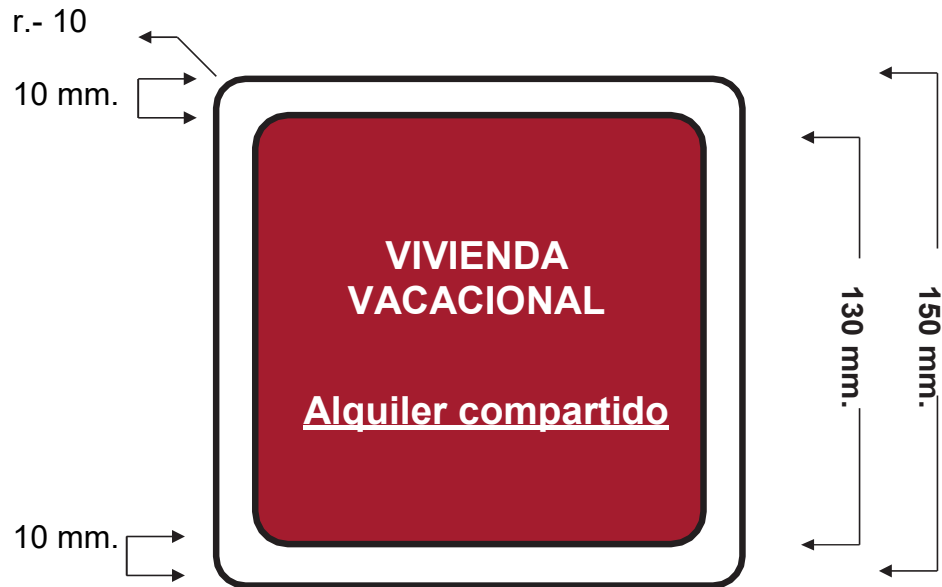 r.- 10
10 mm.
VIVIENDA
VACACIONAL
Alquiler compartido
130 mm.
150 mm.
10 mm.